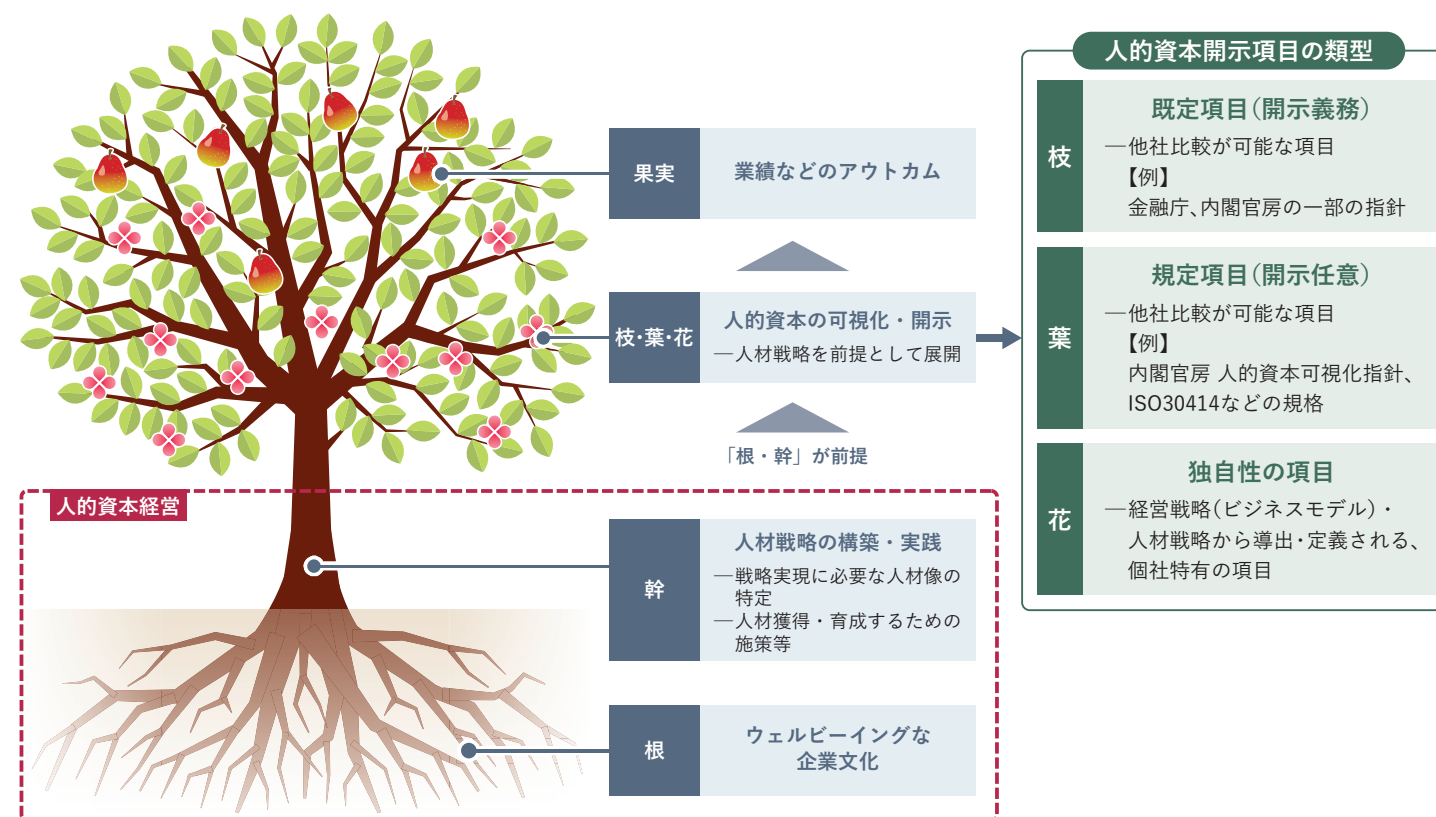 果実
業績などのアウトカム
枝・葉・花
人的資本の可視化・開示
―人材戦略を前提として展開
「根・幹」が前提
人的資本経営
幹
人材戦略の構築・実践
―戦略実現に必要な人材像の
特定
―人材獲得・育成するための
施策等
根
ウェルビーイングな
企業文化
人的資本開示項目の類型
枝
既定項目（開示義務）
―他社比較が可能な項目
【例】
金融庁、内閣官房の一部の指針
葉
規定項目（開示任意）
―他社比較が可能な項目
【例】
内閣官房 人的資本可視化指針、
ISO30414などの規格
花
独自性の項目
―経営戦略（ビジネスモデル）・
人材戦略から導出・定義される、
個社特有の項目